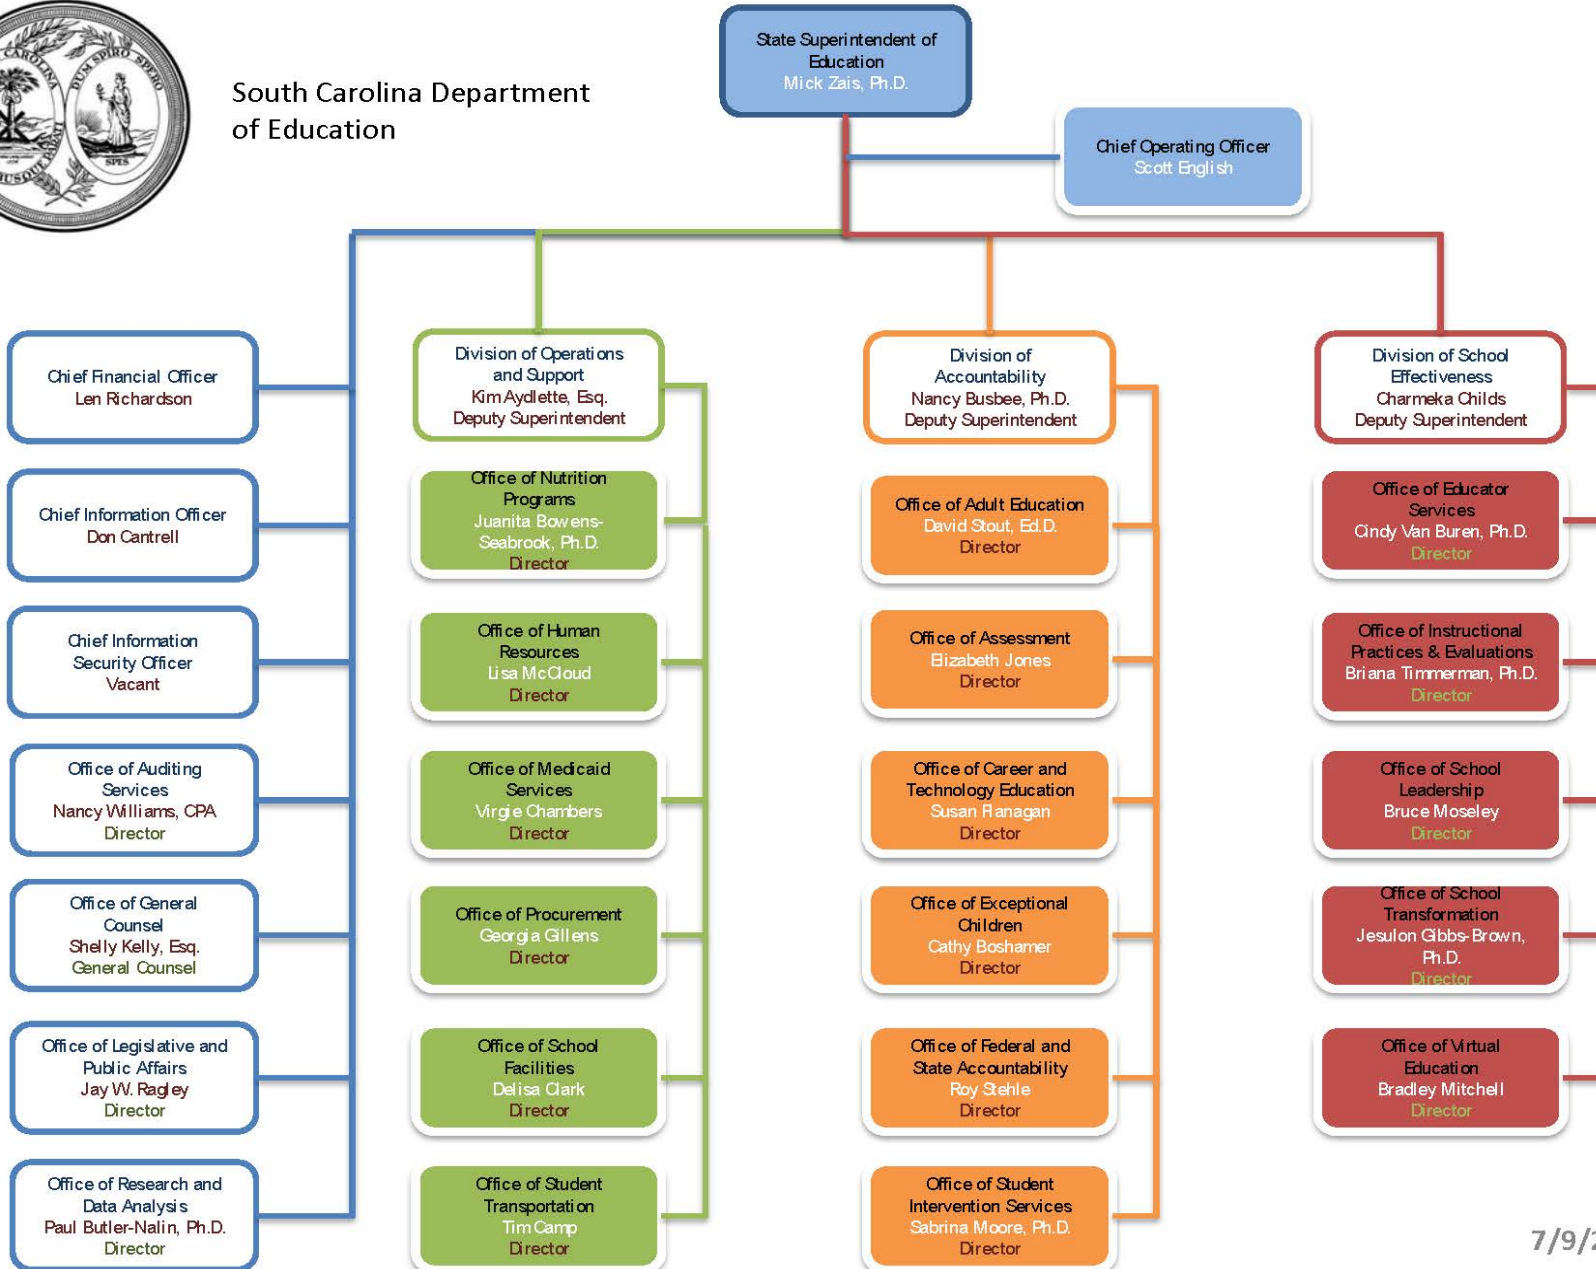 CAROLINA
DUM SPIRO SPERO
SPES
South Carolina Department
of Education
State Superintendent of
Education
Mick Zais, Ph.D.
Chief Operating Officer
Scott English
Chief Financial Officer
Len Richardson
Chief Information Officer
Don Cantrell
Chief Information
Security Officer
Vacant
Office of Auditing
Services
Nancy Williams, CPA
Director
Office of General
Counsel
Shelly Kelly, Esq.
General Counsel
Office of Legislative and
Public Affairs
Jay W. Ragley
Director
Office of Research and
Data Analysis
Paul Butler-Nalin, Ph.D.
Director
Division of Operations
and Support
Kim Aydlette, Esq.
Deputy Superintendent
Office of Nutrition
Programs
Juanita Bowens-
Seabrook, Ph.D.
Director
Office of Human
Resources
Lisa McCloud
Director
Office of Medicaid
Services
Virgie Chambers
Director
Office of Procurement
Georgia Gillens
Director
Office of School
Facilities
Delisa Clark
Director
Office of Student
Transportation
Tim Camp
Director
Division of
Accountability
Nancy Busbee, Ph.D.
Deputy Superintendent
Office of Adult Education
David Stout, Ed.D.
Director
Office of Assessment
Elizabeth Jones
Director
Office of Career and
Technology Education
Susan Flanagan
Director
Office of Exceptional
Children
Cathy Boshamer
Director
Office of Federal and
State Accountability
Roy Stehle
Director
Office of Student
Intervention Services
Sabrina Moore, Ph.D.
Director
Division of School
Effectiveness
Charmeka Childs
Deputy Superintendent
Office of Educator
Services
Cindy Van Buren, Ph.D.
Director
Office of Instructional
Practices & Evaluations
Briana Timmerman, Ph.D.
Director
Office of School
Leadership
Bruce Moseley
Director
Office of School
Transformation
Jesulon Gibbs-Brown,
Ph.D.
Director
Office of Virtual
Education
Bradley Mitchell
Director
7/9/2